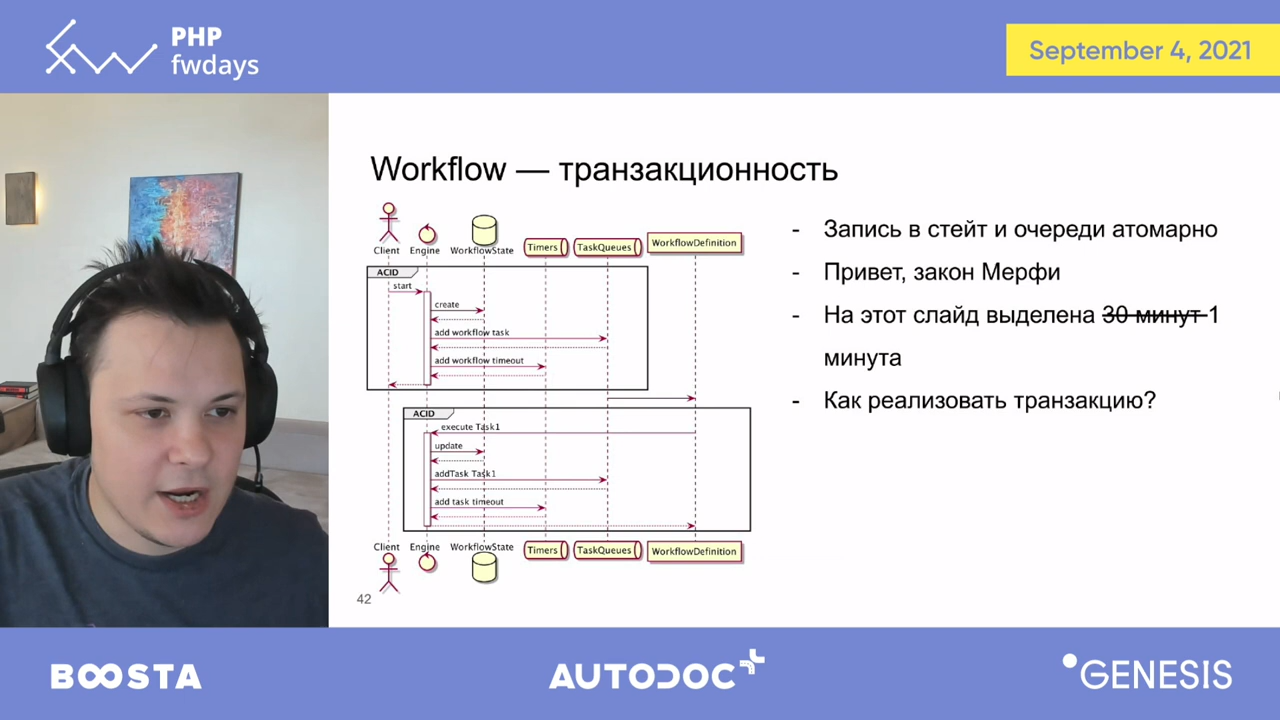 PHP
fwdays
September 4, 2021
Workflow — транзакционность
Client Engine WorkflowState Timers TaskQueues WorkflowDefinition
ACID
start
create
add workflow task
add workflow timeout
ACID
execute Task1
update
addTask Task1
add task timeout
Client Engine WorkflowState Timers TaskQueues WorkflowDefinition
42
- Запись в стейт и очереди атомарно
- Привет, закон Мерфи
- На этот слайд выделена 30 минут 1
минута
- Как реализовать транзакцию?
BOOSTA
AUTODOC
GENESIS